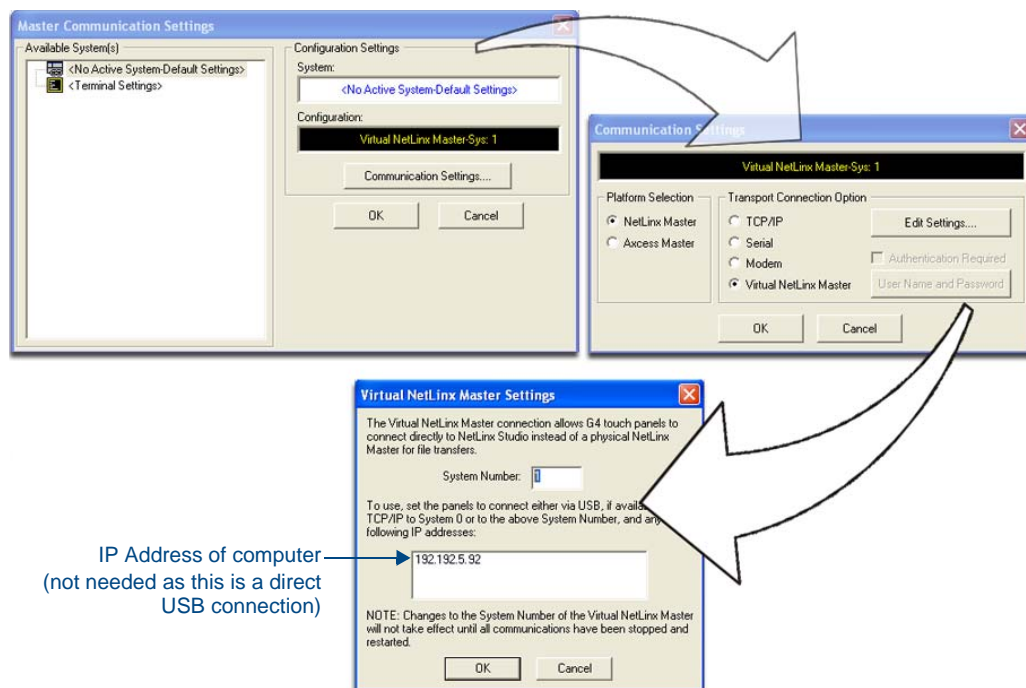 Master Communication Settings
Available System(s)
<No Active System-Default Settings>
<Terminal Settings>
Configuration Settings
System:
<No Active System-Default Settings>
Configuration:
Virtual NetLinx Master-Sys: 1
Communication Settings....
OK
Cancel
Communication Settings
Virtual NetLinx Master-Sys: 1
Platform Selection
NetLinx Master
Axcess Master
Transport Connection Option
TCP/IP
Serial
Modem
Virtual NetLinx Master
Edit Settings....
Authentication Required
User Name and Password
OK
Cancel
Virtual NetLinx Master Settings
The Virtual NetLinx Master connection allows G4 touch panels to
connect directly to NetLinx Studio instead of a physical NetLinx
Master for file transfers.
System Number:
1
To use, set the panels to connect either via USB, if
TCP/IP to System 0 or to the above System Number, and
following IP addresses:
192.192.5.92
NOTE: Changes to the System Number of the Virtual NetLinx Master
will not take effect until all communications have been stopped and
restarted.
OK
Cancel
IP Address of computer
(not needed as this is a direct
USB connection)